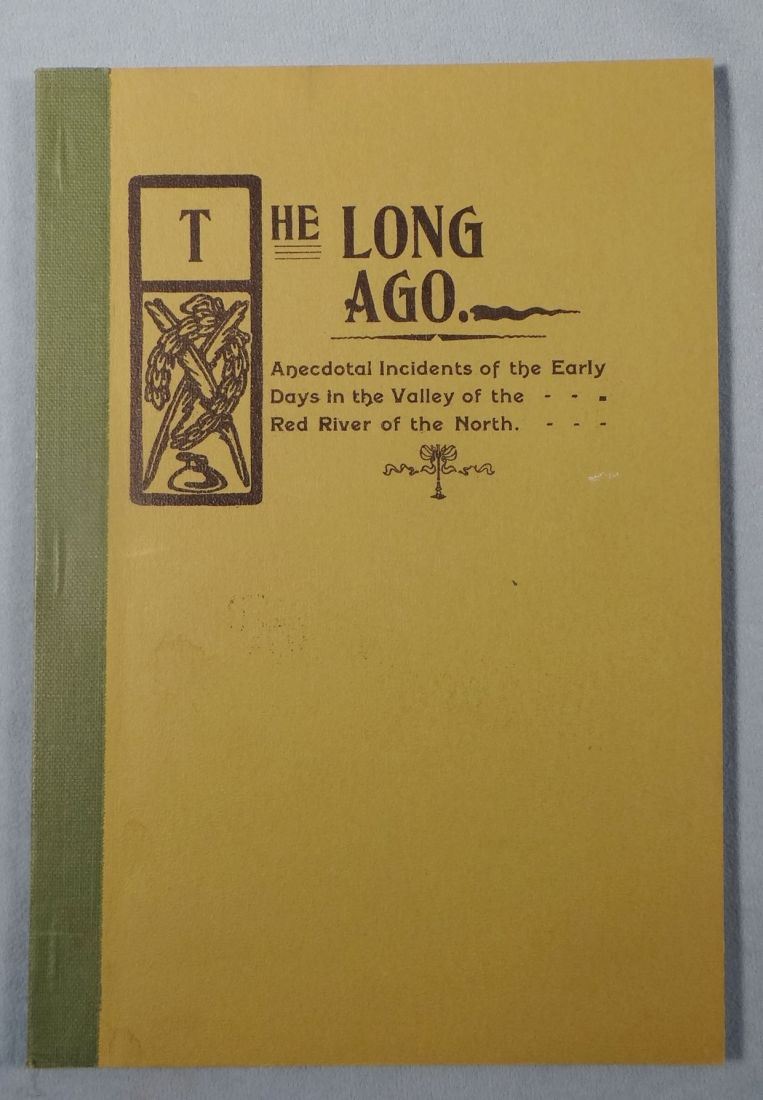 THE LONG
AGO.
Anecdotal Incidents of the Early
Days in the Valley of the - - -
Red River of the North. - - -